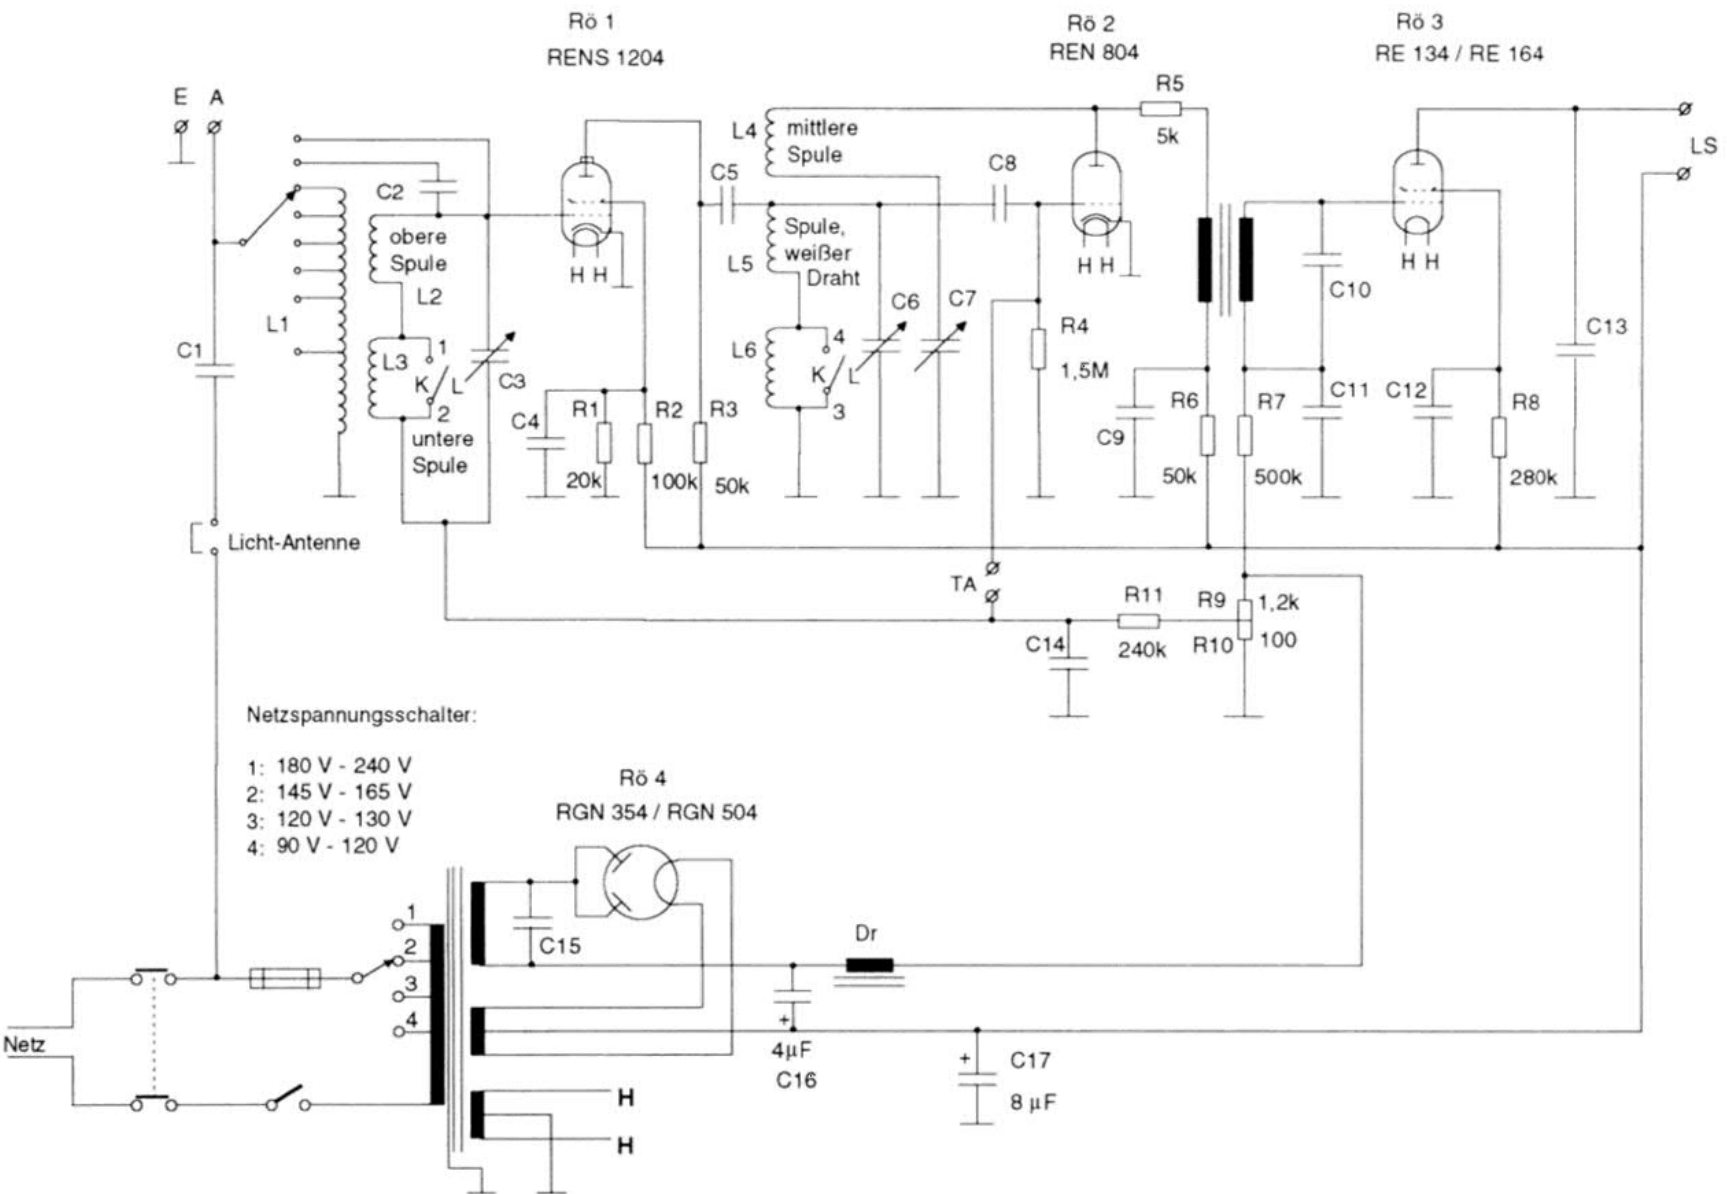 Rö 1
RENS 1204
Rö 2
REN 804
Rö 3
RE 134 / RE 164
E A
R5
5k
L4
mittlere
Spule
LS
C2
C5
C8
obere
Spule
L2
H H
Spule,
weißer
Draht
L5
H H
H H
C10
L1
C1
L3
1
K L
2
C3
untere
Spule
C6
C7
L6
4
K L
3
R4
1,5M
C13
C4
R1
20k
R2
100k
R3
50k
C9
R6
50k
R7
500k
C11
C12
R8
280k
Licht-Antenne
TA
R11
240k
R9
1,2k
R10
100
C14
Netzspannungsschalter:
1: 180 V - 240 V
2: 145 V - 165 V
3: 120 V - 130 V
4: 90 V - 120 V
Rö 4
RGN 354 / RGN 504
1
2
3
4
C15
Dr
Netz
+
4µF
C16
+
C17
8 µF
H
H